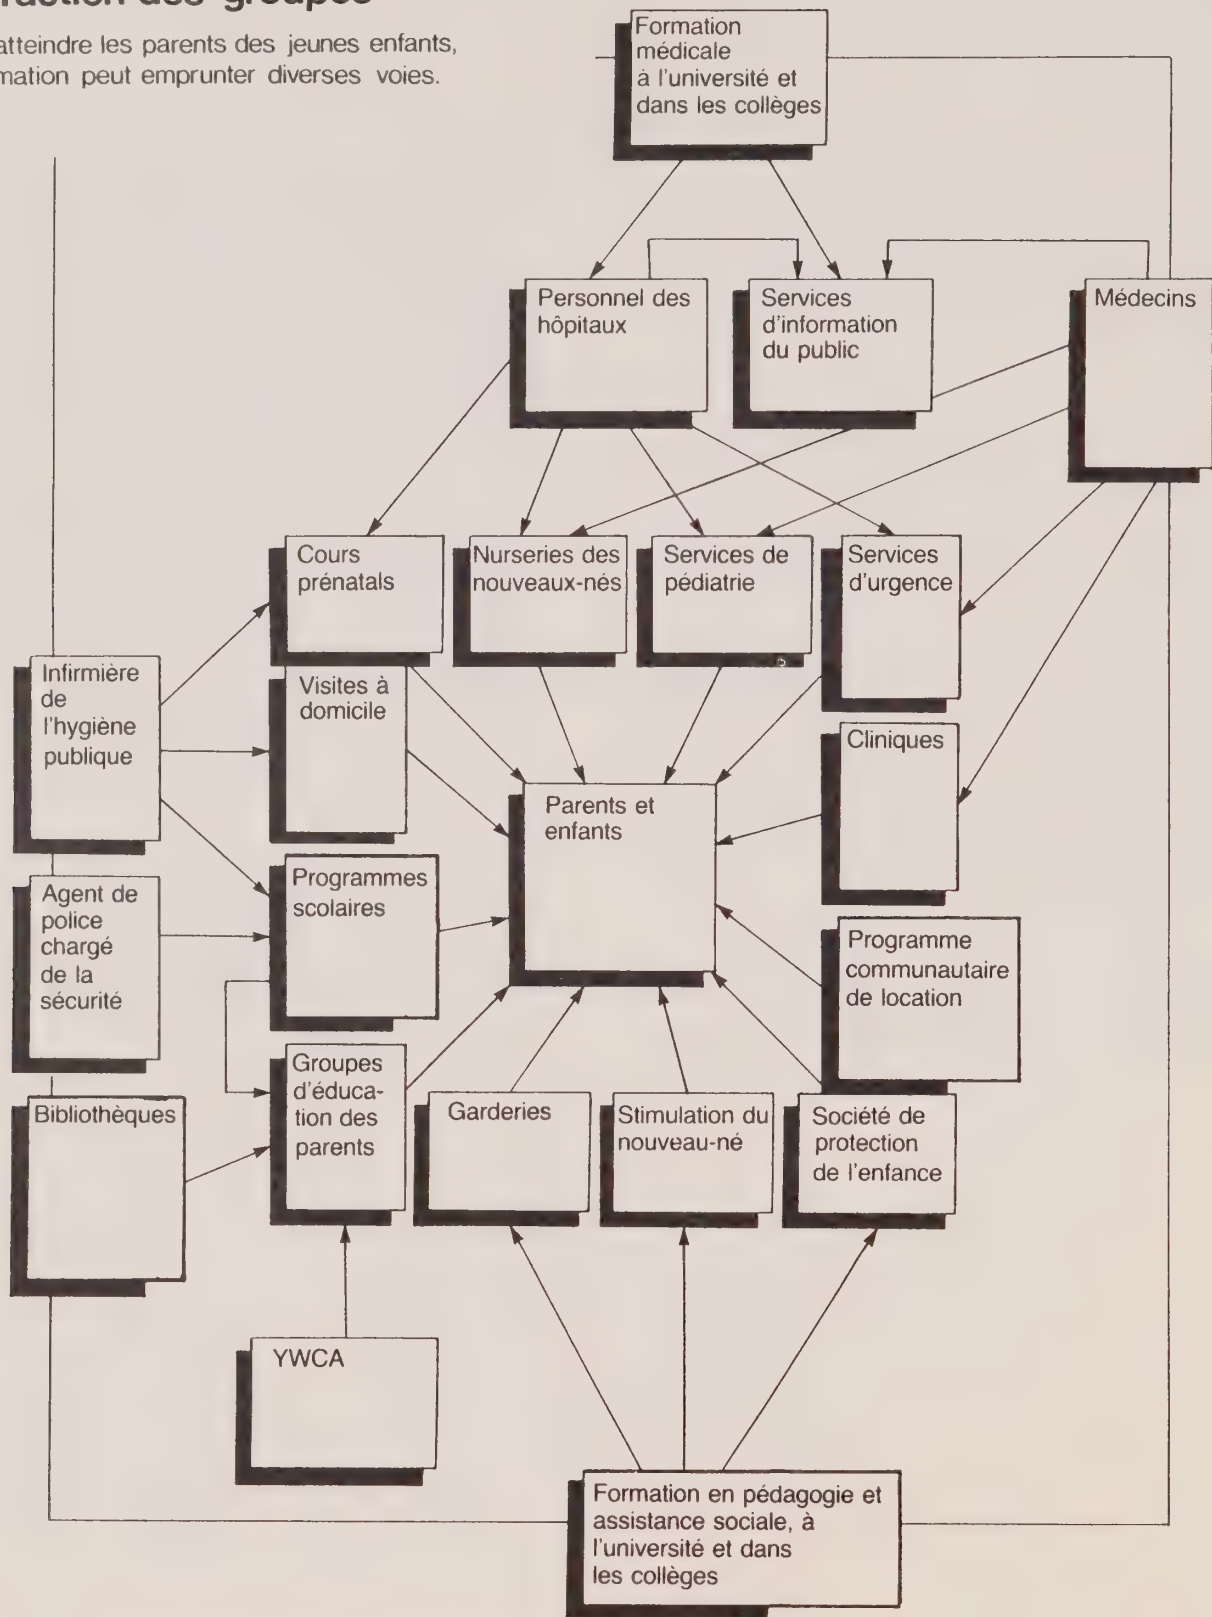 des groupes
atteindre les parents des jeunes enfants,
peut emprunter diverses voies.
Formation
médicale
à l'université et
dans les collèges
Personnel des
hôpitaux
Services
d'information
du public
Médecins
Cours
prénatals
Nurseries des
nouveaux-nés
Services de
pédiatrie
Services
d'urgence
Infirmière
de
l'hygiène
publique
Visites à
domicile
Cliniques
Parents et
enfants
Agent de
police
chargé
de la
sécurité
Programmes
scolaires
Programme
communautaire
de location
Bibliothèques
Groupes
d'éduca-
tion des
parents
Garderies
Stimulation du
nouveau-né
Société de
protection
de l'enfance
YWCA
Formation en pédagogie et
assistance sociale, à
l'université et dans
les collèges